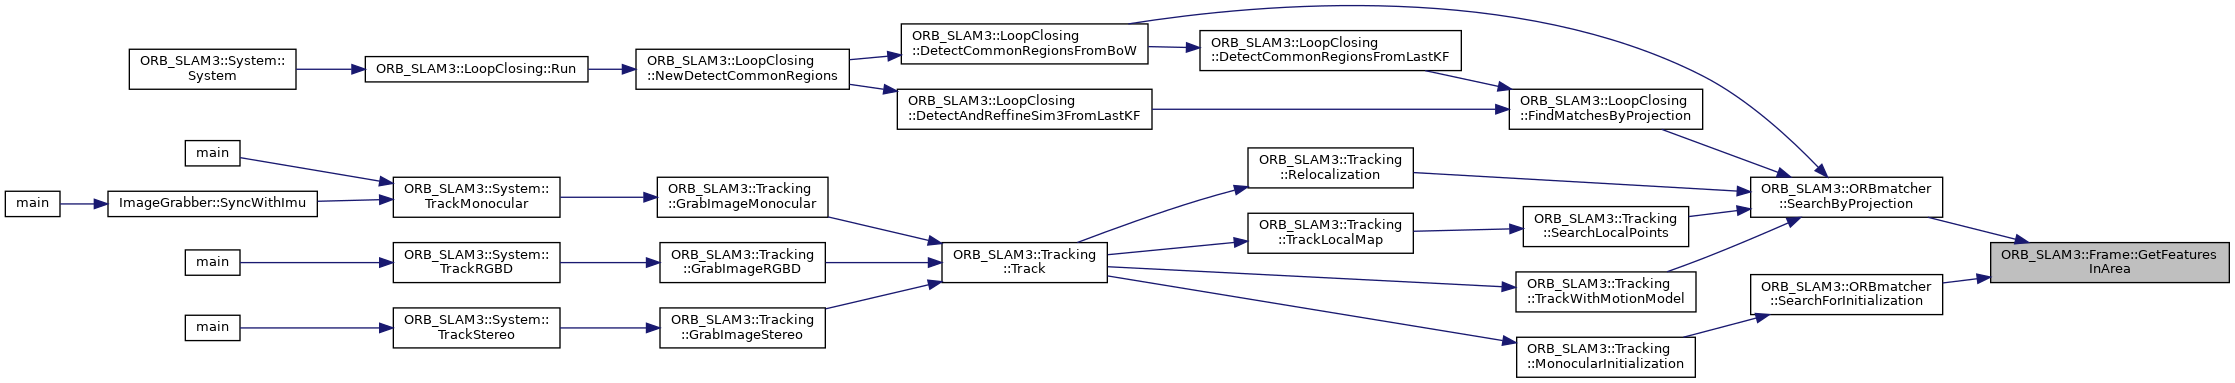 ORB_SLAM3::System::
System
ORB_SLAM3::LoopClosing::Run
ORB_SLAM3::LoopClosing
::NewDetectCommonRegions
ORB_SLAM3::LoopClosing
::DetectCommonRegionsFromBoW
ORB_SLAM3::LoopClosing
::DetectCommonRegionsFromLastKF
ORB_SLAM3::LoopClosing
::DetectAndReffineSim3FromLastKF
ORB_SLAM3::LoopClosing
::FindMatchesByProjection
main
main
ImageGrabber::SyncWithImu
ORB_SLAM3::System::
TrackMonocular
ORB_SLAM3::Tracking
::GrabImageMonocular
ORB_SLAM3::Tracking
::Relocalization
ORB_SLAM3::ORBmatcher
::SearchByProjection
ORB_SLAM3::Tracking
::TrackLocalMap
ORB_SLAM3::Tracking
::SearchLocalPoints
main
ORB_SLAM3::System::
TrackRGBD
ORB_SLAM3::Tracking
::GrabImageRGBD
ORB_SLAM3::Tracking
::Track
ORB_SLAM3::Frame::GetFeatures
InArea
ORB_SLAM3::Tracking
::TrackWithMotionModel
ORB_SLAM3::ORBmatcher
::SearchForInitialization
main
ORB_SLAM3::System::
TrackStereo
ORB_SLAM3::Tracking
::GrabImageStereo
ORB_SLAM3::Tracking
::MonocularInitialization